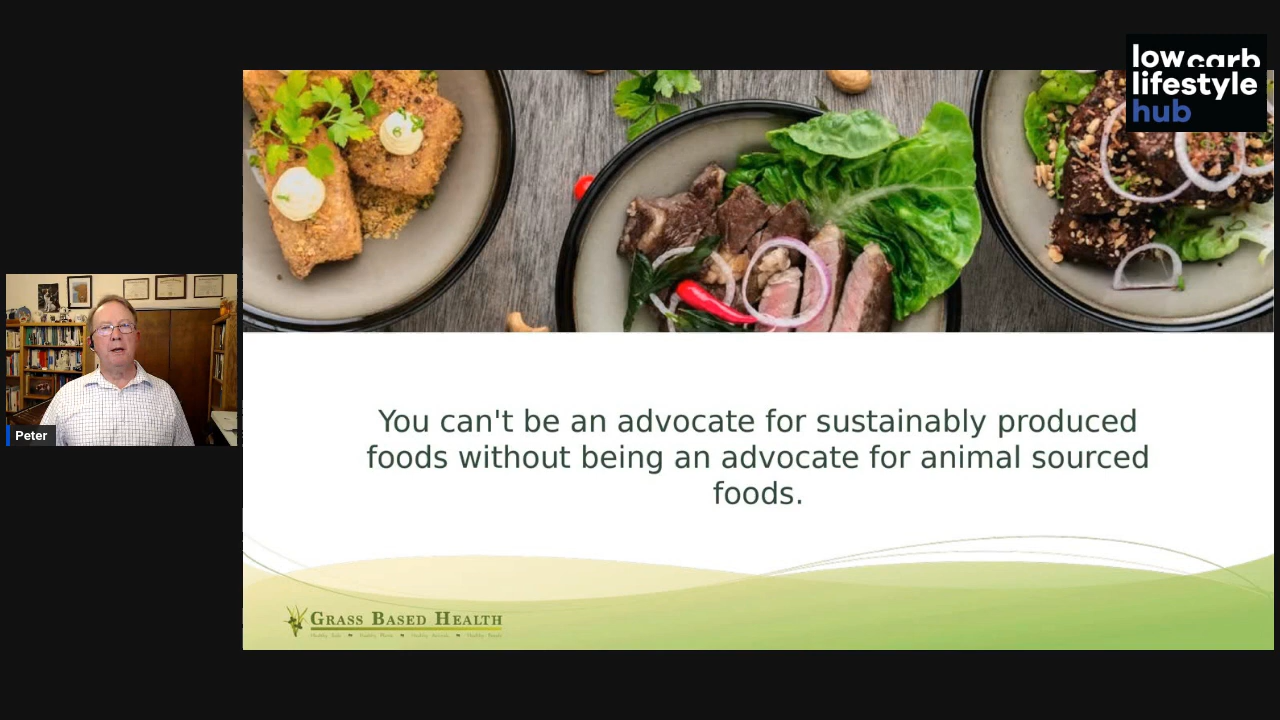 low carb
lifestyle
hub
Peter
You can't be an advocate for sustainably produced
foods without being an advocate for animal sourced
foods.
GRASS BASED HEALTH